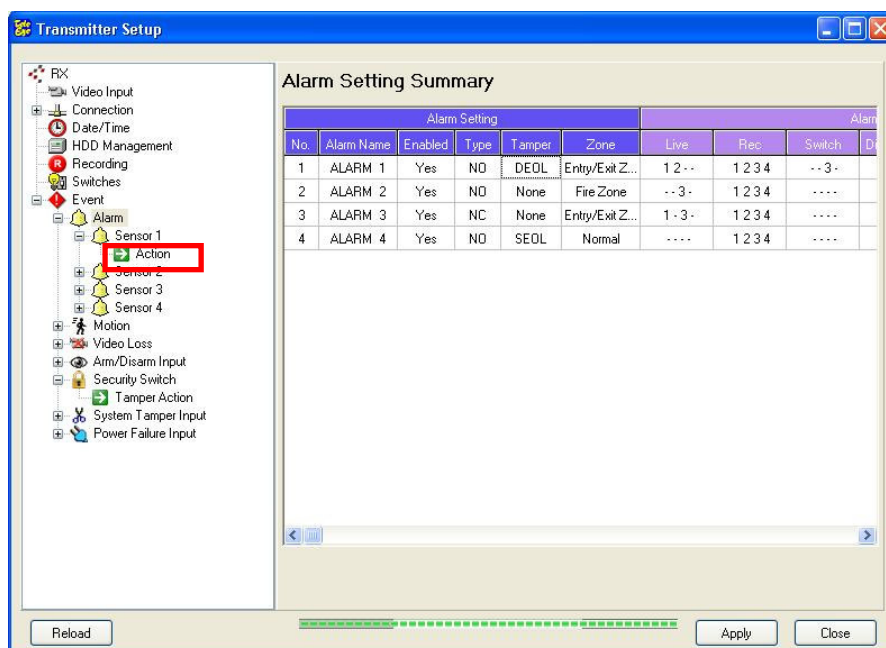 Transmitter Setup
RX
Video Input
Connection
Date/Time
HDD Management
Recording
Switches
Event
Alarm
Sensor 1
Action
Sensor 2
Sensor 3
Sensor 4
Motion
Video Loss
Arm/Disarm Input
Security Switch
Tamper Action
System Tamper Input
Power Failure Input
Alarm Setting Summary
Alarm Setting Alarm
No. Alarm Name Enabled Type Tamper Zone Live Rec Switch
1 ALARM 1 Yes NO DEOL Entry/Exit Z... 1 2 - - 1 2 3 4 - - 3 -
2 ALARM 2 Yes NO None Fire Zone - - 3 - 1 2 3 4 - - - -
3 ALARM 3 Yes NC None Entry/Exit Z... 1 - 3 - 1 2 3 4 - - - -
4 ALARM 4 Yes NO SEOL Normal - - - - 1 2 3 4 - - - -
Reload Apply Close